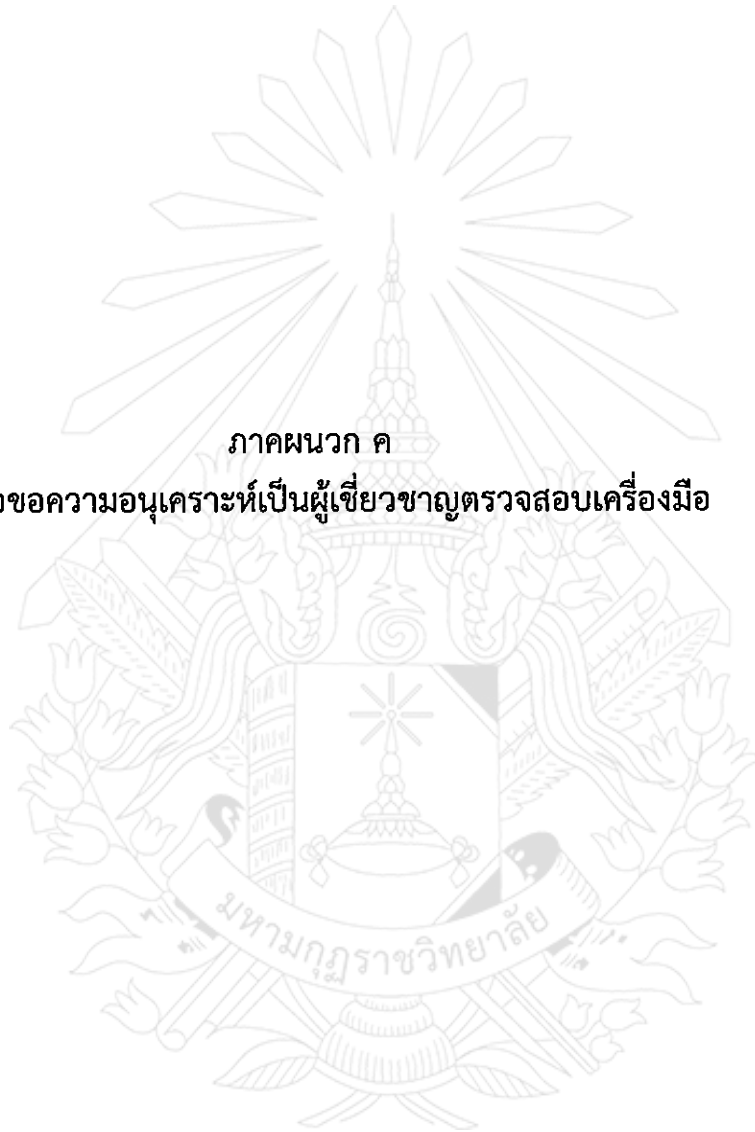 ภาคผนวก ค
ขอความอนุเคราะห์เป็นผู้เชี่ยวชาญตรวจสอบเครื่องมือ
มหามกุฏราชวิทยาลัย